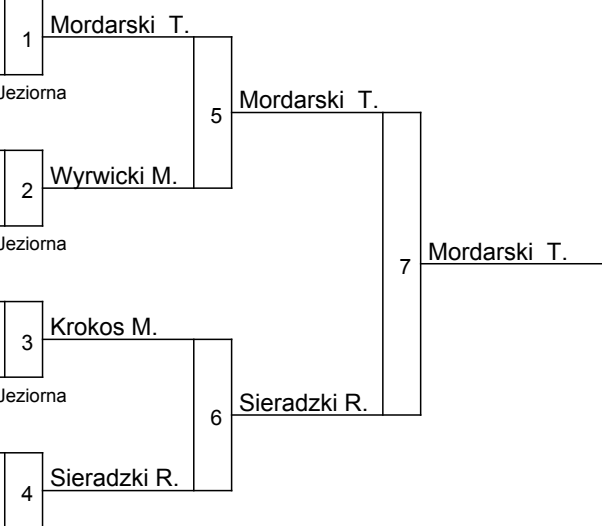 1 Mordarski T.
Jeziorna
5 Mordarski T.
2 Wyrwicki M.
Jeziorna
7 Mordarski T.
3 Krokos M.
Jeziorna
6 Sieradzki R.
4 Sieradzki R.